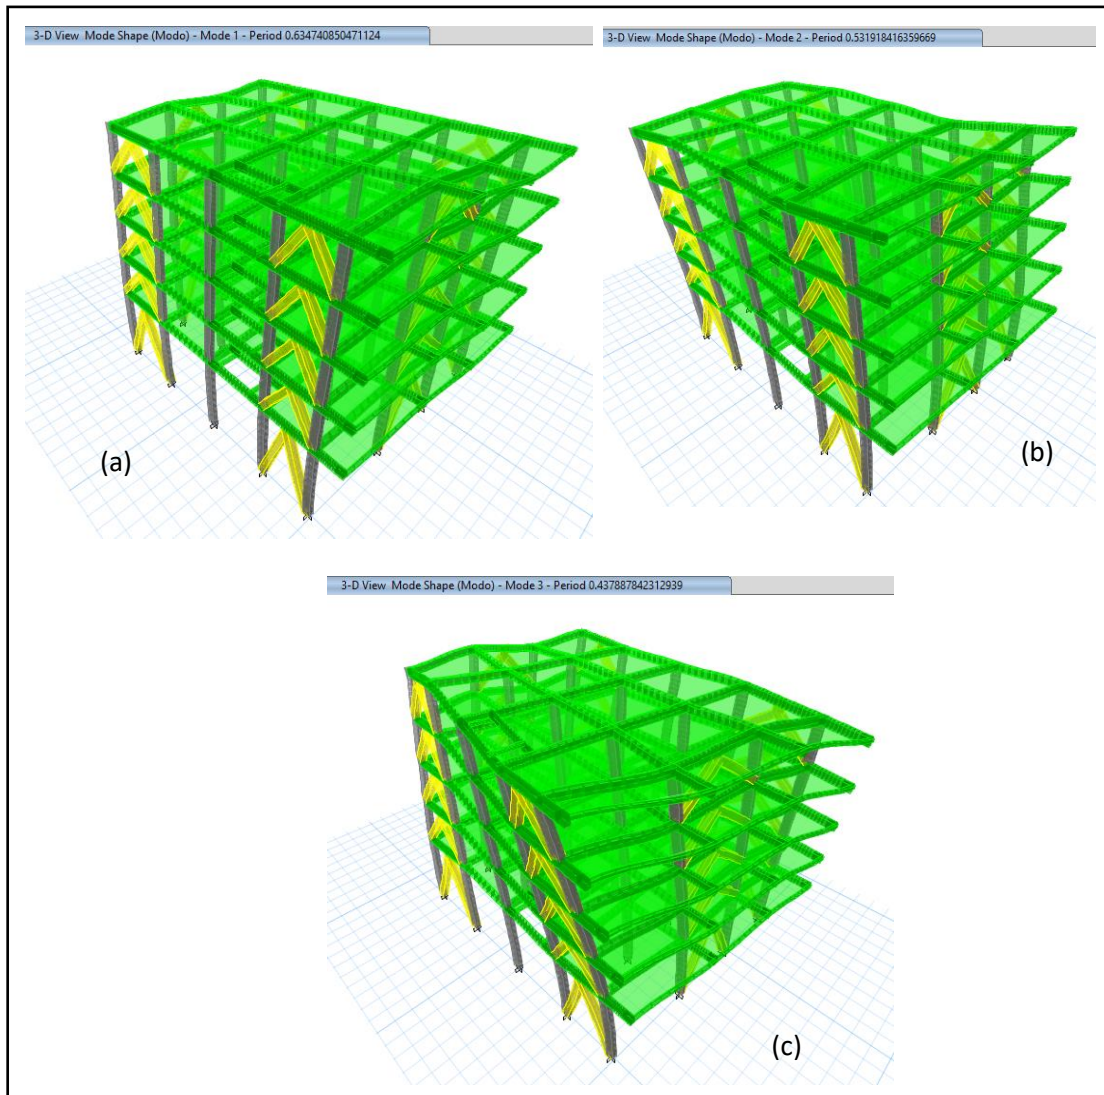 3-D View Mode Shape (Modo) - Mode 1 - Period 0.634740850471124
3-D View Mode Shape (Modo) - Mode 2 - Period 0.531918416359669
(a)
(b)
3-D View Mode Shape (Modo) - Mode 3 - Period 0.437887842312939
(c)